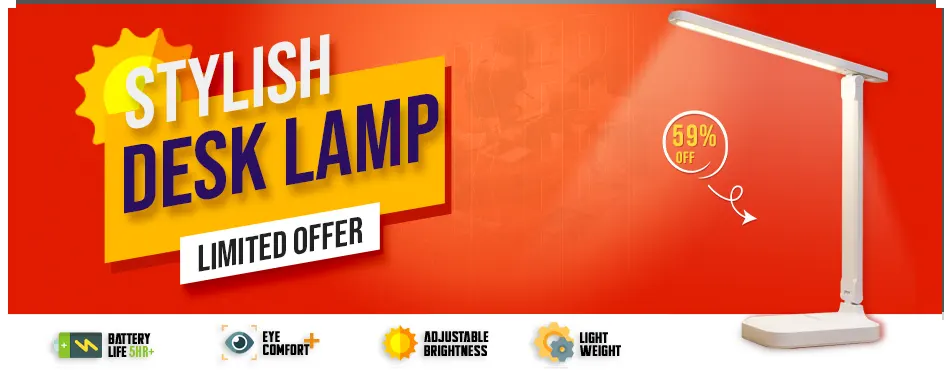 STYLISH
DESK LAMP
LIMITED OFFER
59%
OFF
BATTERY
LIFE 5HR+
EYE
COMFORT+
ADJUSTABLE
BRIGHTNESS
LIGHT
WEIGHT